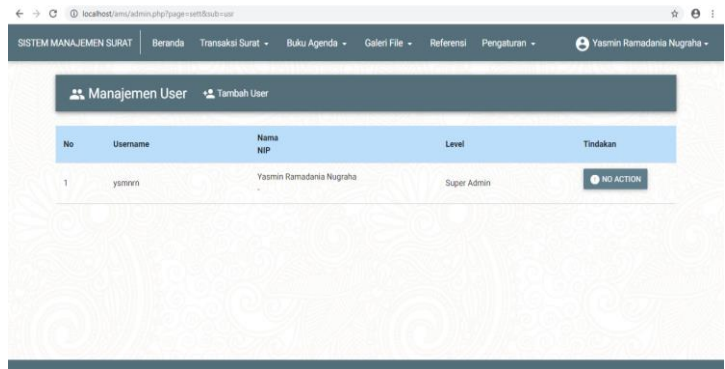 localhost/ams/admin.php?page=sett&sub=usr
SISTEM MANAJEMEN SURAT Beranda Transaksi Surat Buku Agenda Galeri File Referensi Pengaturan Yasmin Ramadania Nugraha
Manajemen User Tambah User
No Username Nama NIP Level Tindakan
1 ysmnrn Yasmin Ramadania Nugraha - Super Admin NO ACTION